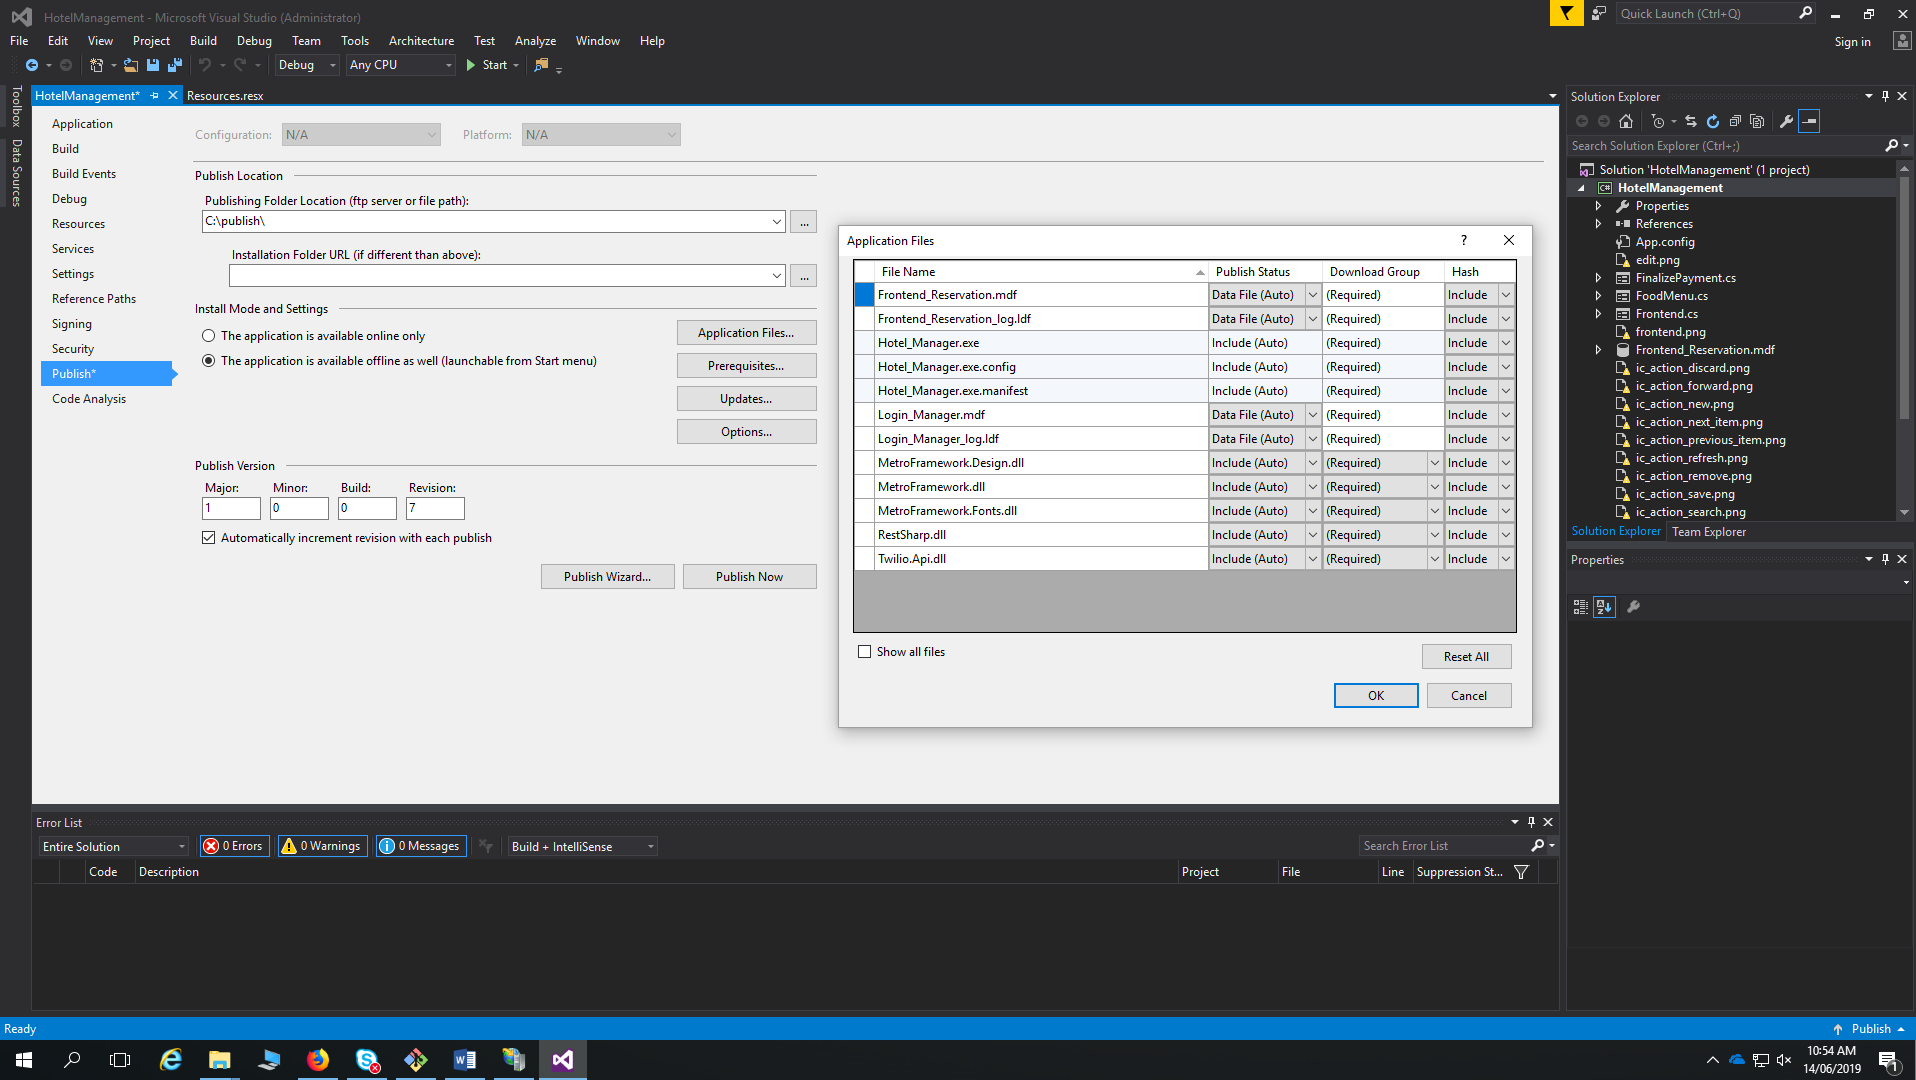 HotelManagement - Microsoft Visual Studio (Administrator)
Quick Launch (Ctrl+Q)
File Edit View Project Build Debug Team Tools Architecture Test Analyze Window Help
Sign in
Debug Any CPU Start
Toolbox
Data Sources
HotelManagement* Resources.resx
Application
Build
Build Events
Debug
Resources
Services
Settings
Reference Paths
Signing
Security
Publish*
Code Analysis
Configuration: N/A Platform: N/A
Publish Location
Publishing Folder Location (ftp server or file path):
C:\publish\
...
Installation Folder URL (if different than above):
...
Install Mode and Settings
The application is available online only
The application is available offline as well (launchable from Start menu)
Application Files...
Prerequisites...
Updates...
Options...
Publish Version
Major: Minor: Build: Revision:
1 0 0 7
Automatically increment revision with each publish
Publish Wizard... Publish Now
Application Files
?
File Name Publish Status Download Group Hash
Frontend_Reservation.mdf Data File (Auto) (Required) Include
Frontend_Reservation_log.ldf Data File (Auto) (Required) Include
Hotel_Manager.exe Include (Auto) (Required) Include
Hotel_Manager.exe.config Include (Auto) (Required) Include
Hotel_Manager.exe.manifest Include (Auto) (Required) Include
Login_Manager.mdf Data File (Auto) (Required) Include
Login_Manager_log.ldf Data File (Auto) (Required) Include
MetroFramework.Design.dll Include (Auto) (Required) Include
MetroFramework.dll Include (Auto) (Required) Include
MetroFramework.Fonts.dll Include (Auto) (Required) Include
RestSharp.dll Include (Auto) (Required) Include
Twilio.Api.dll Include (Auto) (Required) Include
Show all files
Reset All
OK Cancel
Solution Explorer
Search Solution Explorer (Ctrl+;)
Solution 'HotelManagement' (1 project)
C# HotelManagement
Properties
References
App.config
edit.png
FinalizePayment.cs
FoodMenu.cs
Frontend.cs
frontend.png
Frontend_Reservation.mdf
ic_action_discard.png
ic_action_forward.png
ic_action_new.png
ic_action_next_item.png
ic_action_previous_item.png
ic_action_refresh.png
ic_action_remove.png
ic_action_save.png
ic_action_search.png
Solution Explorer Team Explorer
Properties
Error List
Entire Solution 0 Errors 0 Warnings 0 Messages Build + IntelliSense Search Error List
Code Description Project File Line Suppression St...
Ready
Publish
10:54 AM
14/06/2019
1